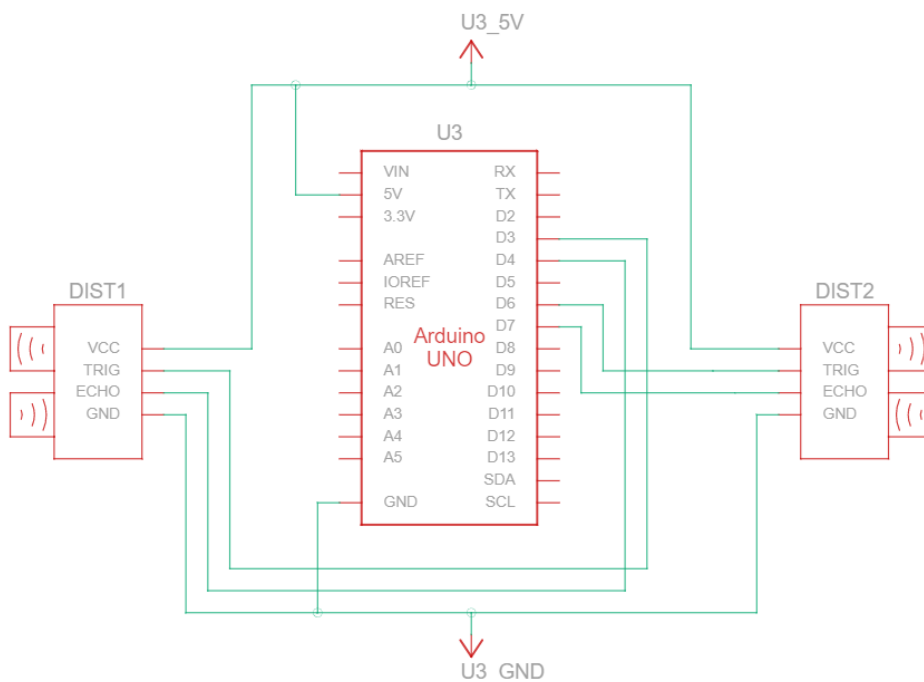 U3_5V
U3
VIN
5V
3.3V
AREF
IOREF
RES
A0
A1
A2
A3
A4
A5
GND
Arduino
UNO
RX
TX
D2
D3
D4
D5
D6
D7
D8
D9
D10
D11
D12
D13
SDA
SCL
DIST1
VCC
TRIG
ECHO
GND
DIST2
VCC
TRIG
ECHO
GND
U3_GND